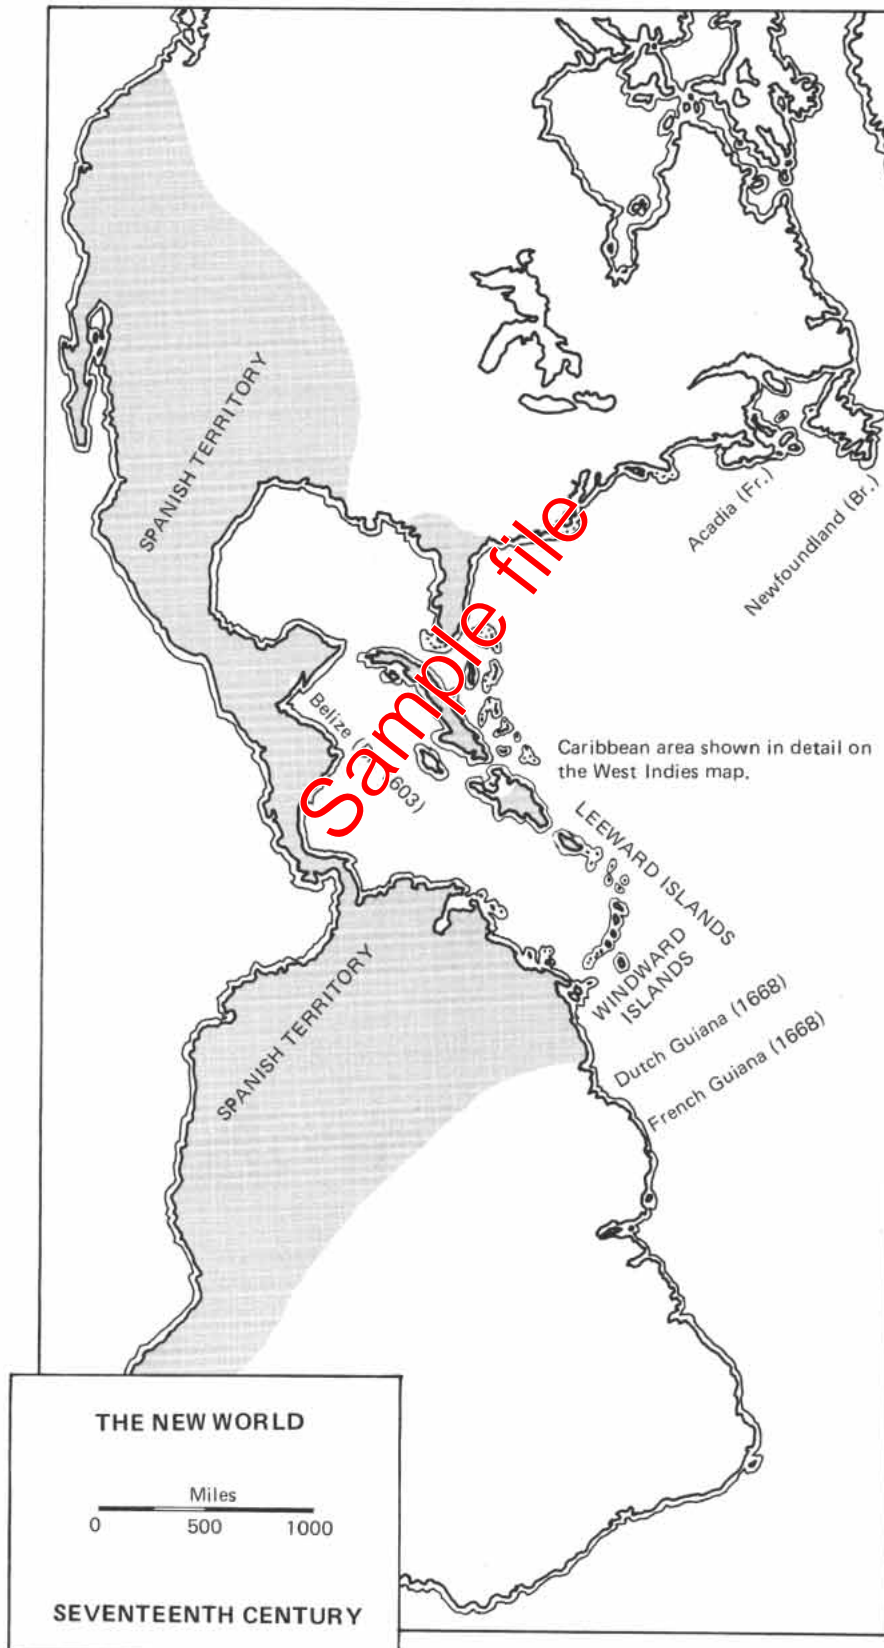 SPANISH TERRITORY
Acadia (Fr.)
Newfoundland (Br.)
Sample file
Belize (
603)
Caribbean area shown in detail on
the West Indies map.
LEEWARD ISLANDS
WINDWARD
ISLANDS
SPANISH TERRITORY
Dutch Guiana (1668)
French Guiana (1668)
THE NEW WORLD
Miles
0 500 1000
SEVENTEENTH CENTURY